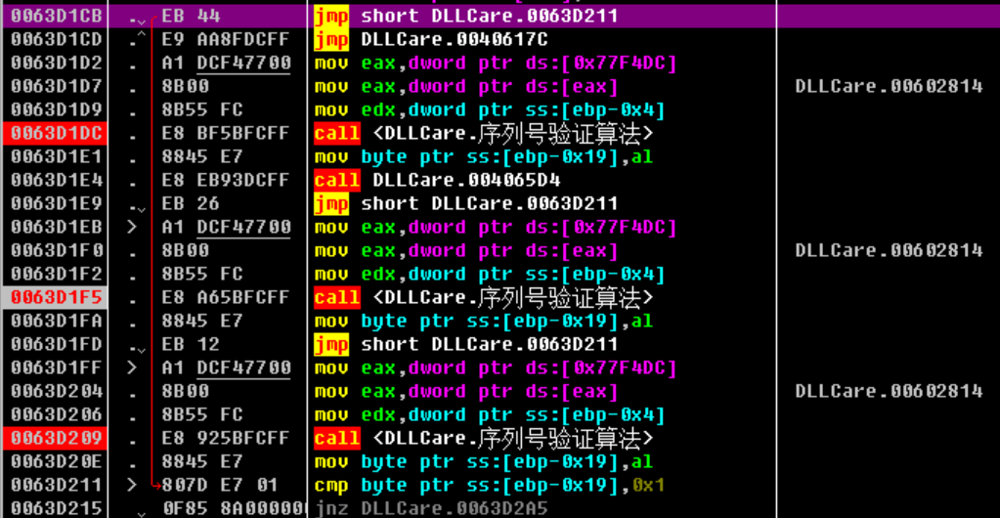 0063D1CB .⌄ EB 44 jmp short DLLCare.0063D211
0063D1CD .^ E9 AA8FDCFF jmp DLLCare.0040617C
0063D1D2 . A1 DCF47700 mov eax,dword ptr ds:[0x77F4DC]
0063D1D7 . 8B00 mov eax,dword ptr ds:[eax] DLLCare.00602814
0063D1D9 . 8B55 FC mov edx,dword ptr ss:[ebp-0x4]
0063D1DC . E8 BF5BFCFF call <DLLCare.序列号验证算法>
0063D1E1 . 8845 E7 mov byte ptr ss:[ebp-0x19],al
0063D1E4 . E8 EB93DCFF call DLLCare.004065D4
0063D1E9 .⌄ EB 26 jmp short DLLCare.0063D211
0063D1EB > A1 DCF47700 mov eax,dword ptr ds:[0x77F4DC]
0063D1F0 . 8B00 mov eax,dword ptr ds:[eax] DLLCare.00602814
0063D1F2 . 8B55 FC mov edx,dword ptr ss:[ebp-0x4]
0063D1F5 . E8 A65BFCFF call <DLLCare.序列号验证算法>
0063D1FA . 8845 E7 mov byte ptr ss:[ebp-0x19],al
0063D1FD .⌄ EB 12 jmp short DLLCare.0063D211
0063D1FF > A1 DCF47700 mov eax,dword ptr ds:[0x77F4DC]
0063D204 . 8B00 mov eax,dword ptr ds:[eax] DLLCare.00602814
0063D206 . 8B55 FC mov edx,dword ptr ss:[ebp-0x4]
0063D209 . E8 925BFCFF call <DLLCare.序列号验证算法>
0063D20E . 8845 E7 mov byte ptr ss:[ebp-0x19],al
0063D211 > 807D E7 01 cmp byte ptr ss:[ebp-0x19],0x1
0063D215 .⌄ 0F85 8A00000 jnz DLLCare.0063D2A5